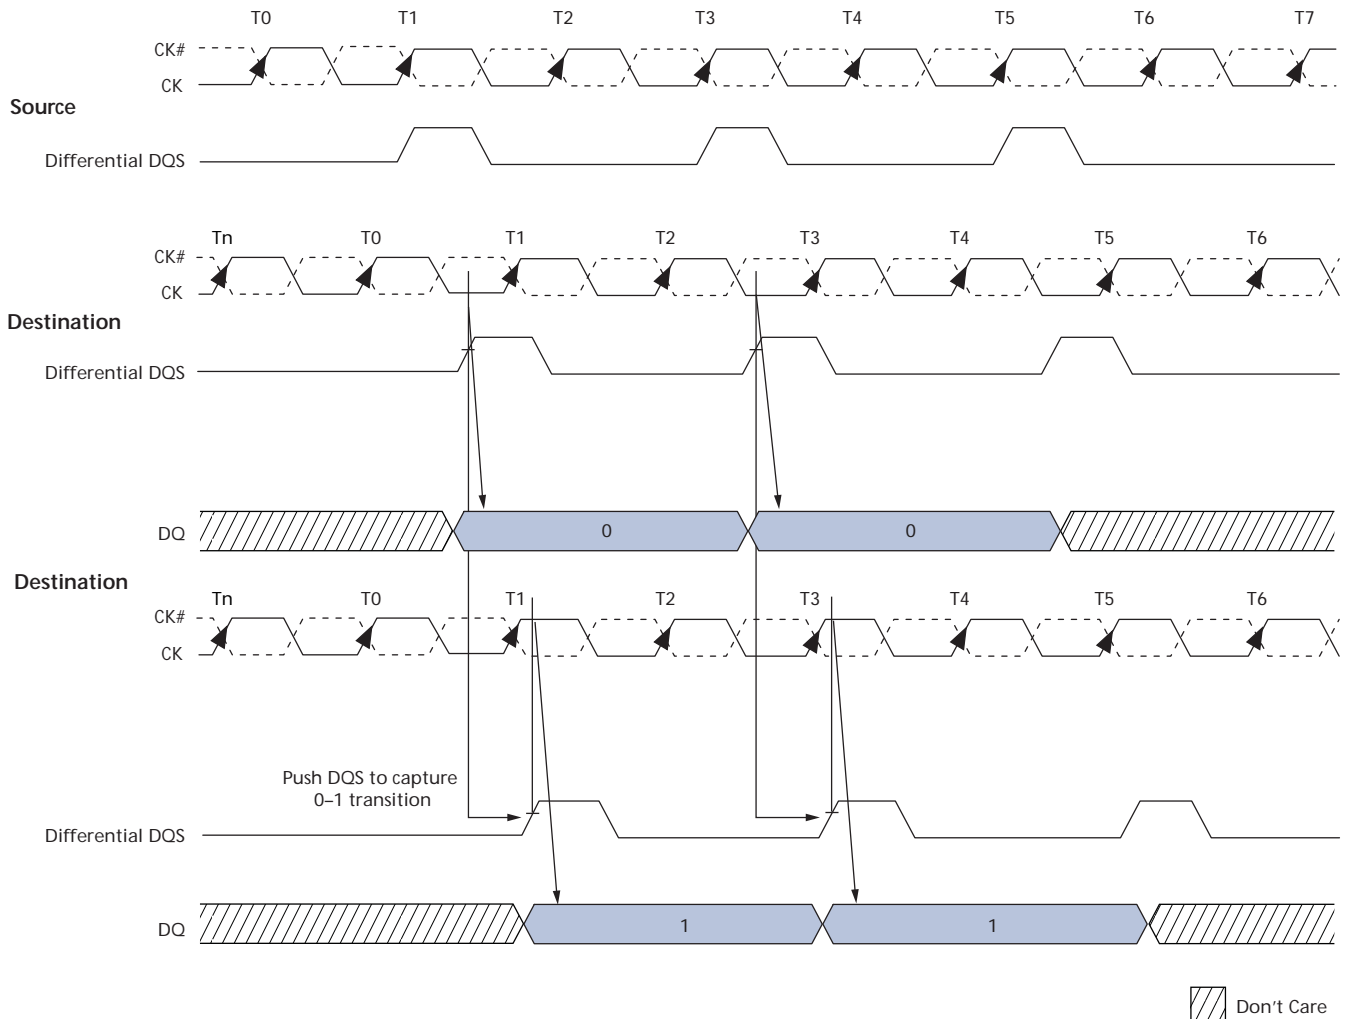 T0 T1 T2 T3 T4 T5 T6 T7
CK#
CK
Source
Differential DQS
Tn T0 T1 T2 T3 T4 T5 T6
CK#
CK
Destination
Differential DQS
0 0
DQ
Destination
Tn T0 T1 T2 T3 T4 T5 T6
CK#
CK
Push DQS to capture
0–1 transition
Differential DQS
1 1
DQ
Don't Care